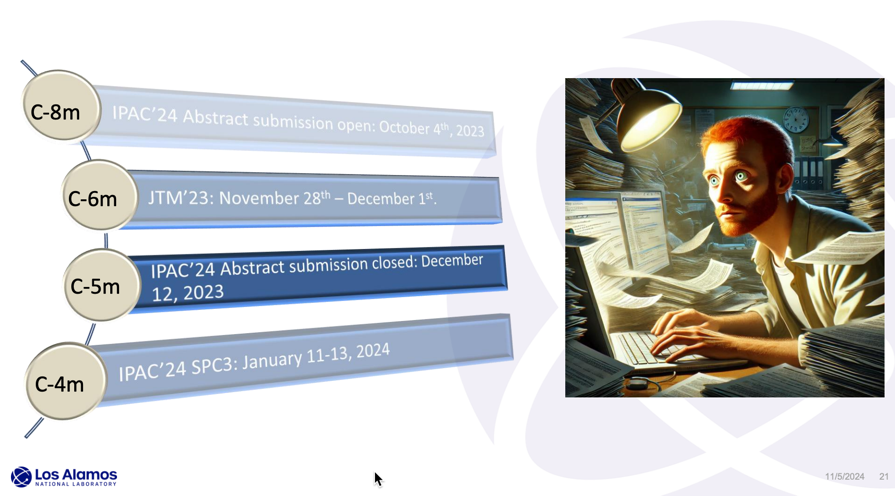 C-8m
IPAC’24 Abstract submission open: October 4th, 2023
C-6m
JTM’23: November 28th – December 1st.
C-5m
IPAC’24 Abstract submission closed: December
12, 2023
C-4m
IPAC’24 SPC3: January 11-13, 2024
Los Alamos
NATIONAL LABORATORY
11/5/2024
21